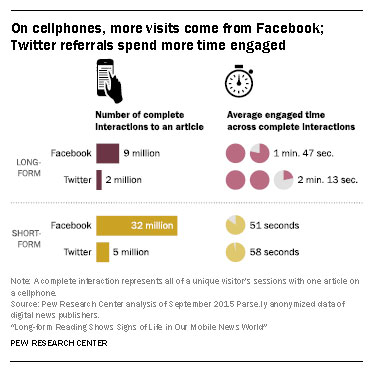 On cellphones, more visits come from Facebook;
Twitter referrals spend more time engaged
Number of complete
interactions to an article
Average engaged time
across complete interactions
LONG-
FORM
Facebook
9 million
1 min. 47 sec.
Twitter
2 million
2 min. 13 sec.
SHORT-
FORM
Facebook
32 million
51 seconds
Twitter
5 million
58 seconds
Note: A complete interaction represents all of a unique visitor's sessions with one article on
a cellphone.
Source: Pew Research Center analysis of September 2015 Parse.ly anonymized data of
digital news publishers.
"Long-form Reading Shows Signs of Life in Our Mobile News World"
PEW RESEARCH CENTER